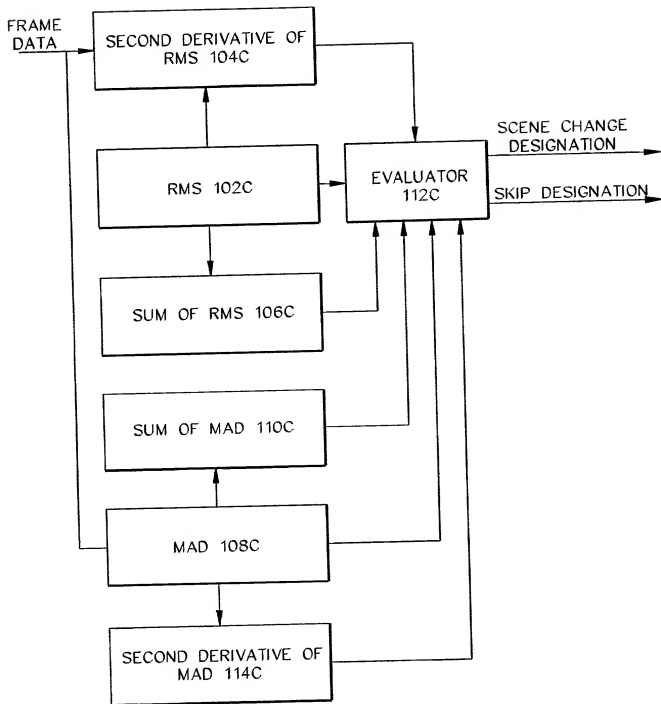 FRAME
DATA
SECOND DERIVATIVE OF
RMS 104C
SCENE CHANGE
DESIGNATION
RMS 102C
EVALUATOR
112C
SKIP DESIGNATION
SUM OF RMS 106C
SUM OF MAD 110C
MAD 108C
SECOND DERIVATIVE OF
MAD 114C